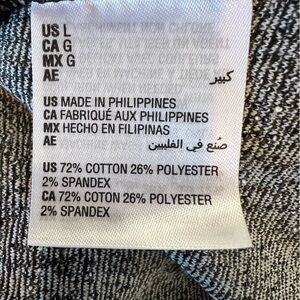 US L
CA G
MX G
AE كبير
US MADE IN PHILIPPINES
CA FABRIQUÉ AUX PHILIPPINES
MX HECHO EN FILIPINAS
AE صنع في الفلبين
US 72% COTTON 26% POLYESTER
2% SPANDEX
CA 72% COTON 26% POLYESTER
2% SPANDEX